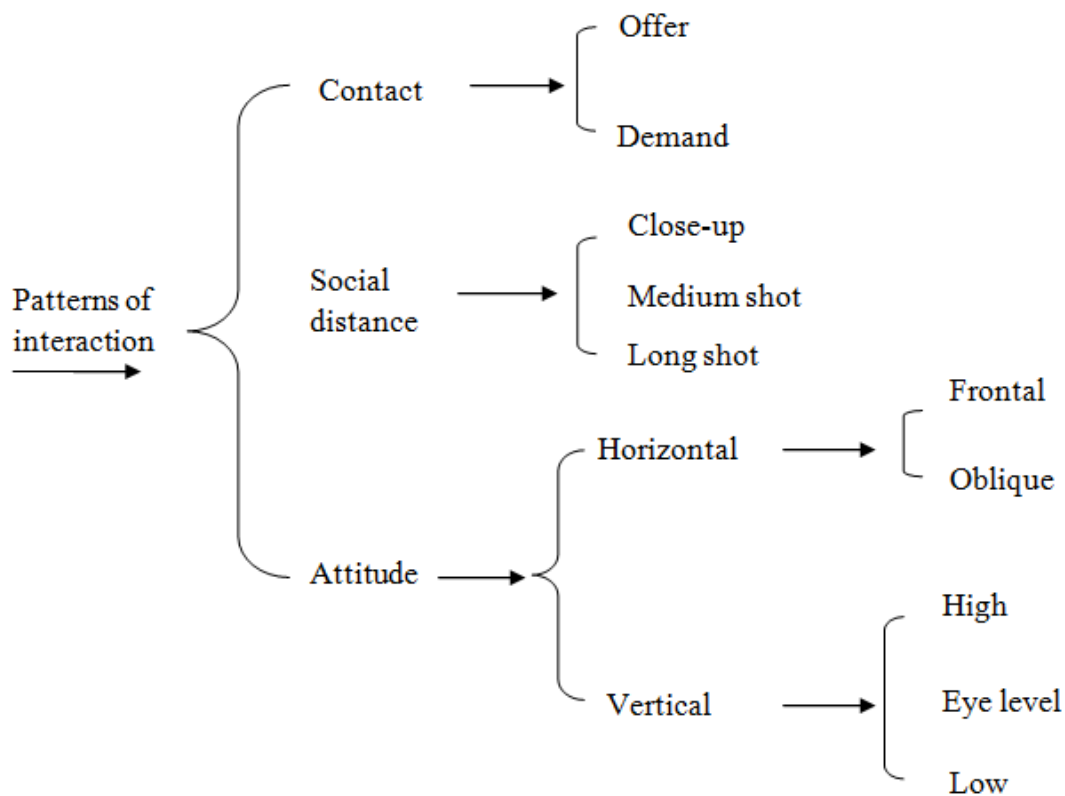 Patterns of
interaction
Contact
Offer
Demand
Social
distance
Close-up
Medium shot
Long shot
Attitude
Horizontal
Frontal
Oblique
Vertical
High
Eye level
Low